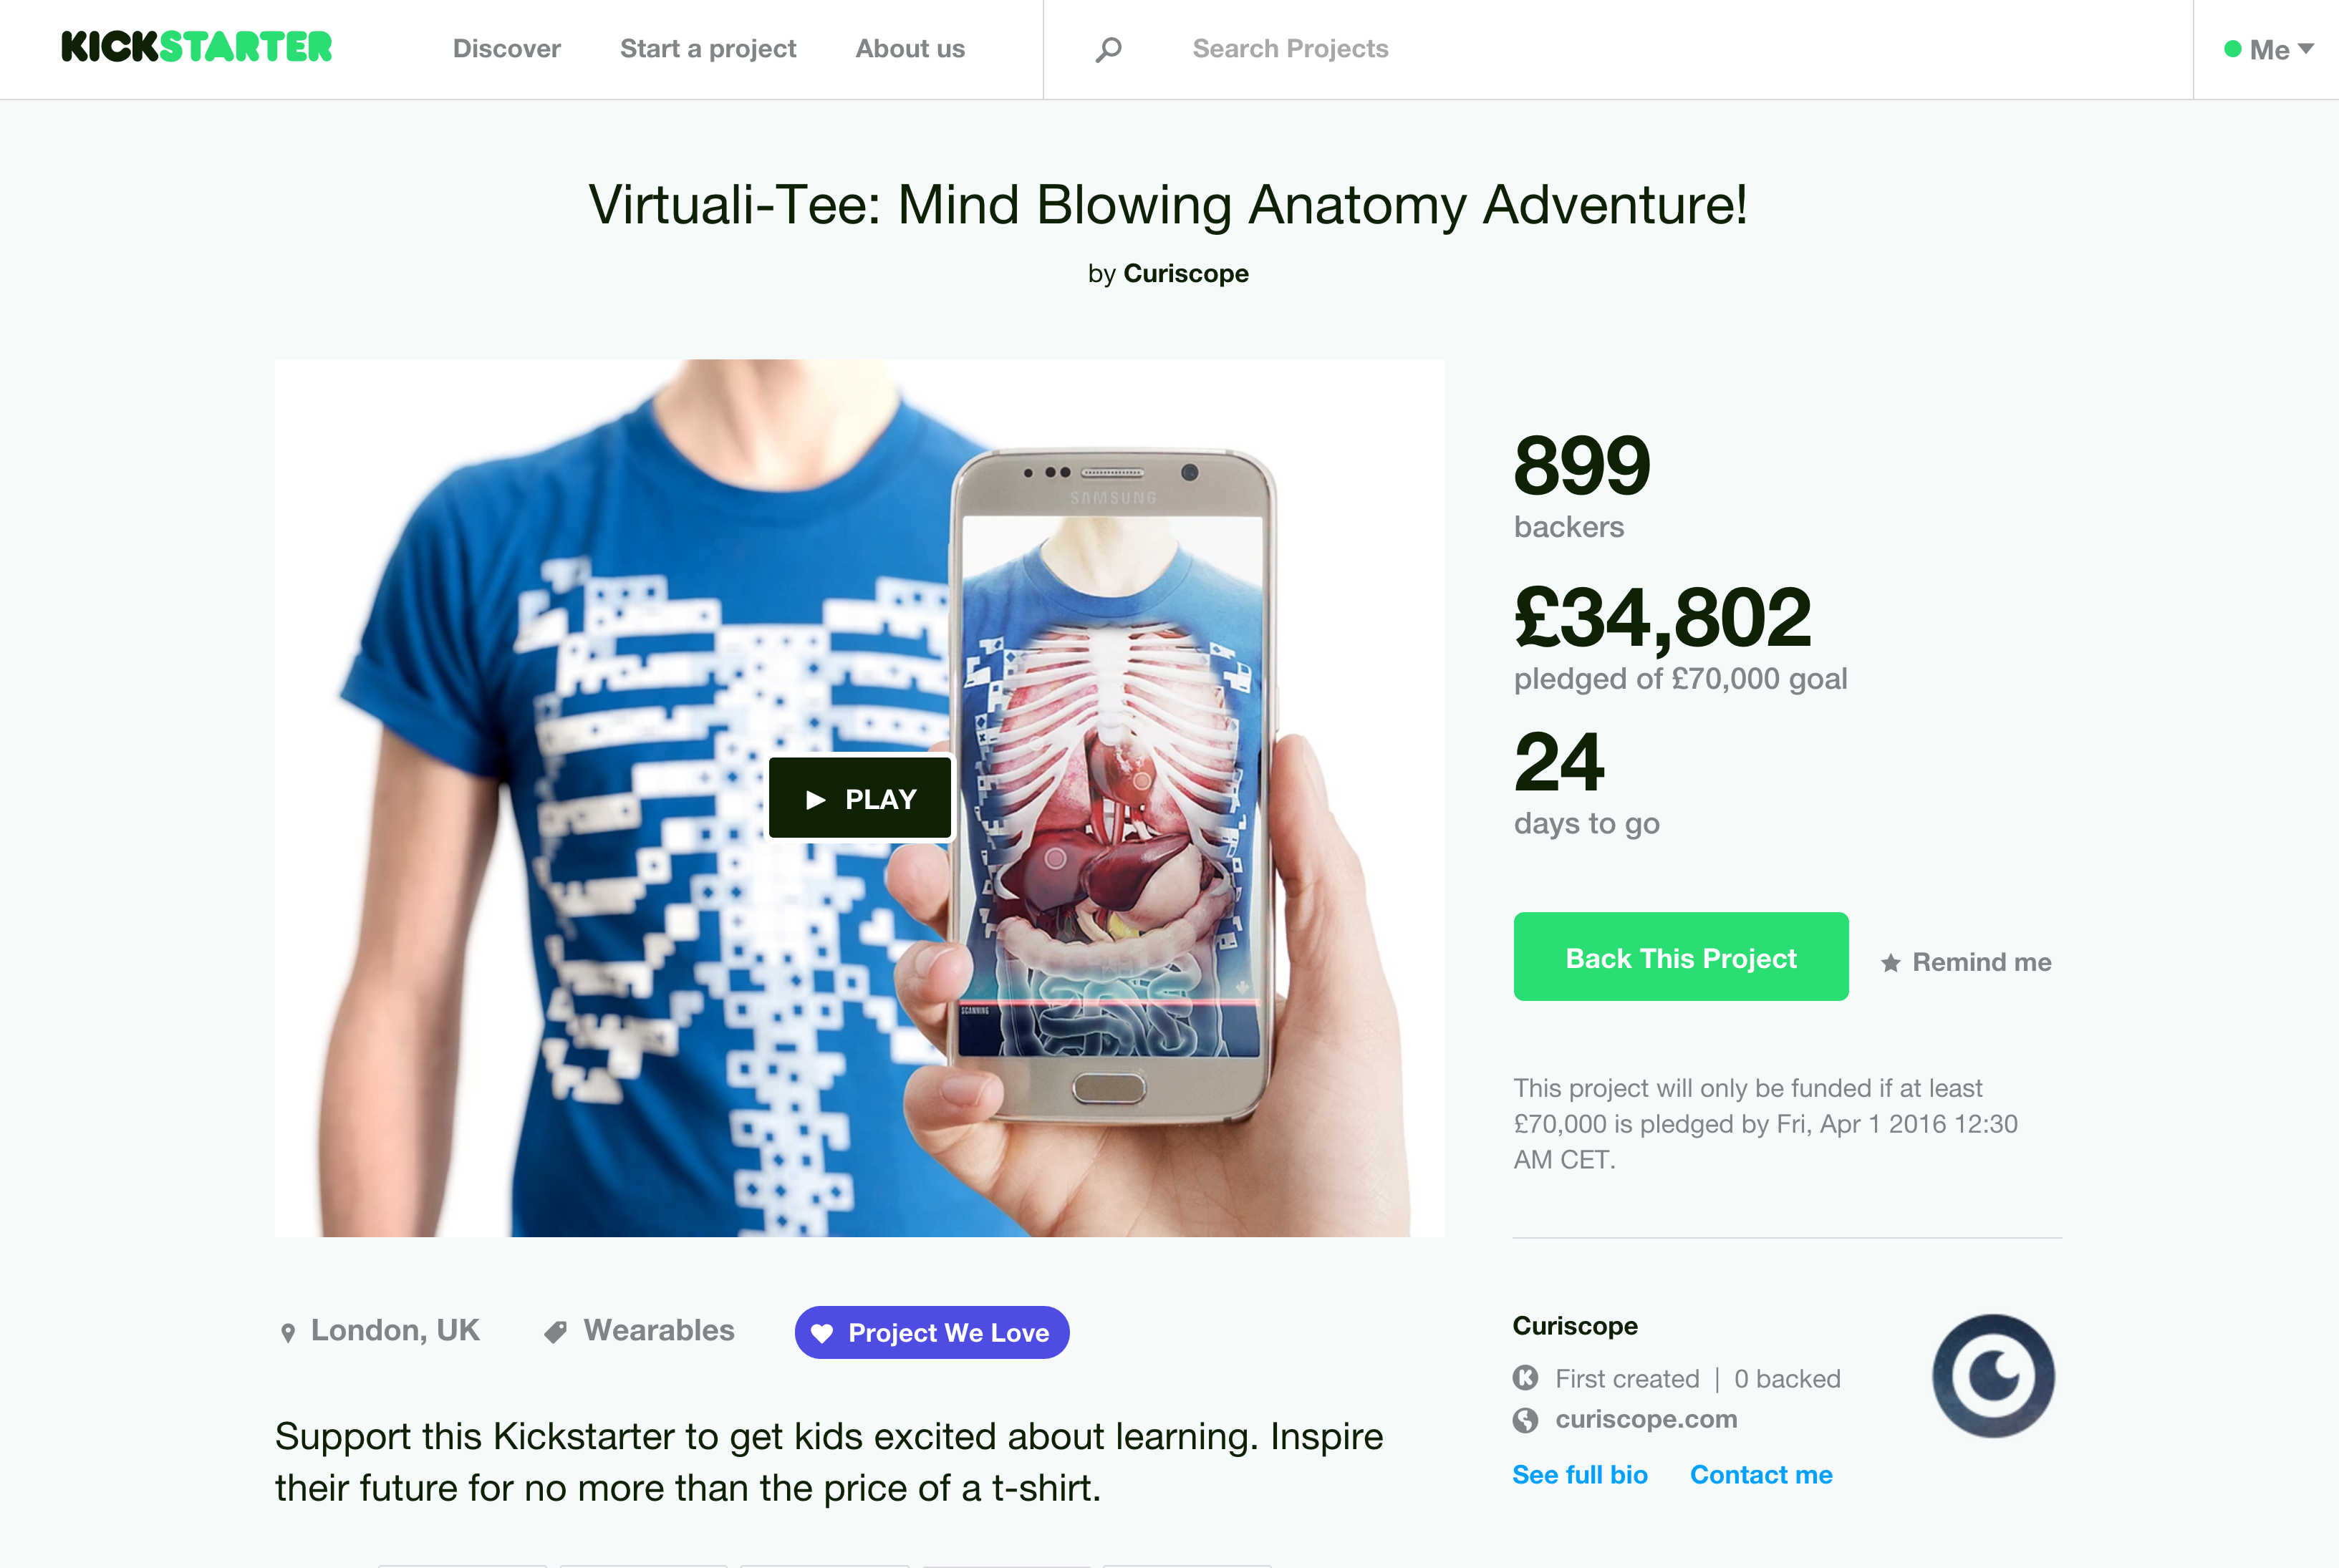 KICKSTARTER
Discover
Start a project
About us
Search Projects
Me
Virtuali-Tee: Mind Blowing Anatomy Adventure!
by Curiscope
SAMSUNG
SCANNING
PLAY
899
backers
£34,802
pledged of £70,000 goal
24
days to go
Back This Project
Remind me
This project will only be funded if at least
£70,000 is pledged by Fri, Apr 1 2016 12:30
AM CET.
London, UK
Wearables
Project We Love
Support this Kickstarter to get kids excited about learning. Inspire
their future for no more than the price of a t-shirt.
Curiscope
First created | 0 backed
curiscope.com
See full bio
Contact me